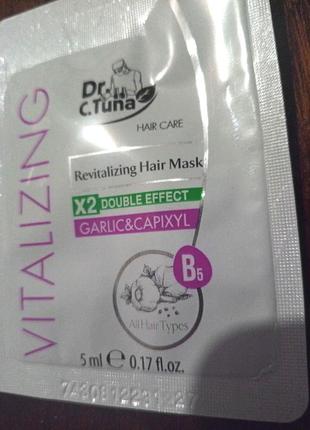 VITALIZING
Dr.
C.Tuna
HAIR CARE
Revitalizing Hair Mask
X2 DOUBLE EFFECT
GARLIC&CAPIXYL
B5
All Hair Types
5 ml e 0.17 fl.oz.